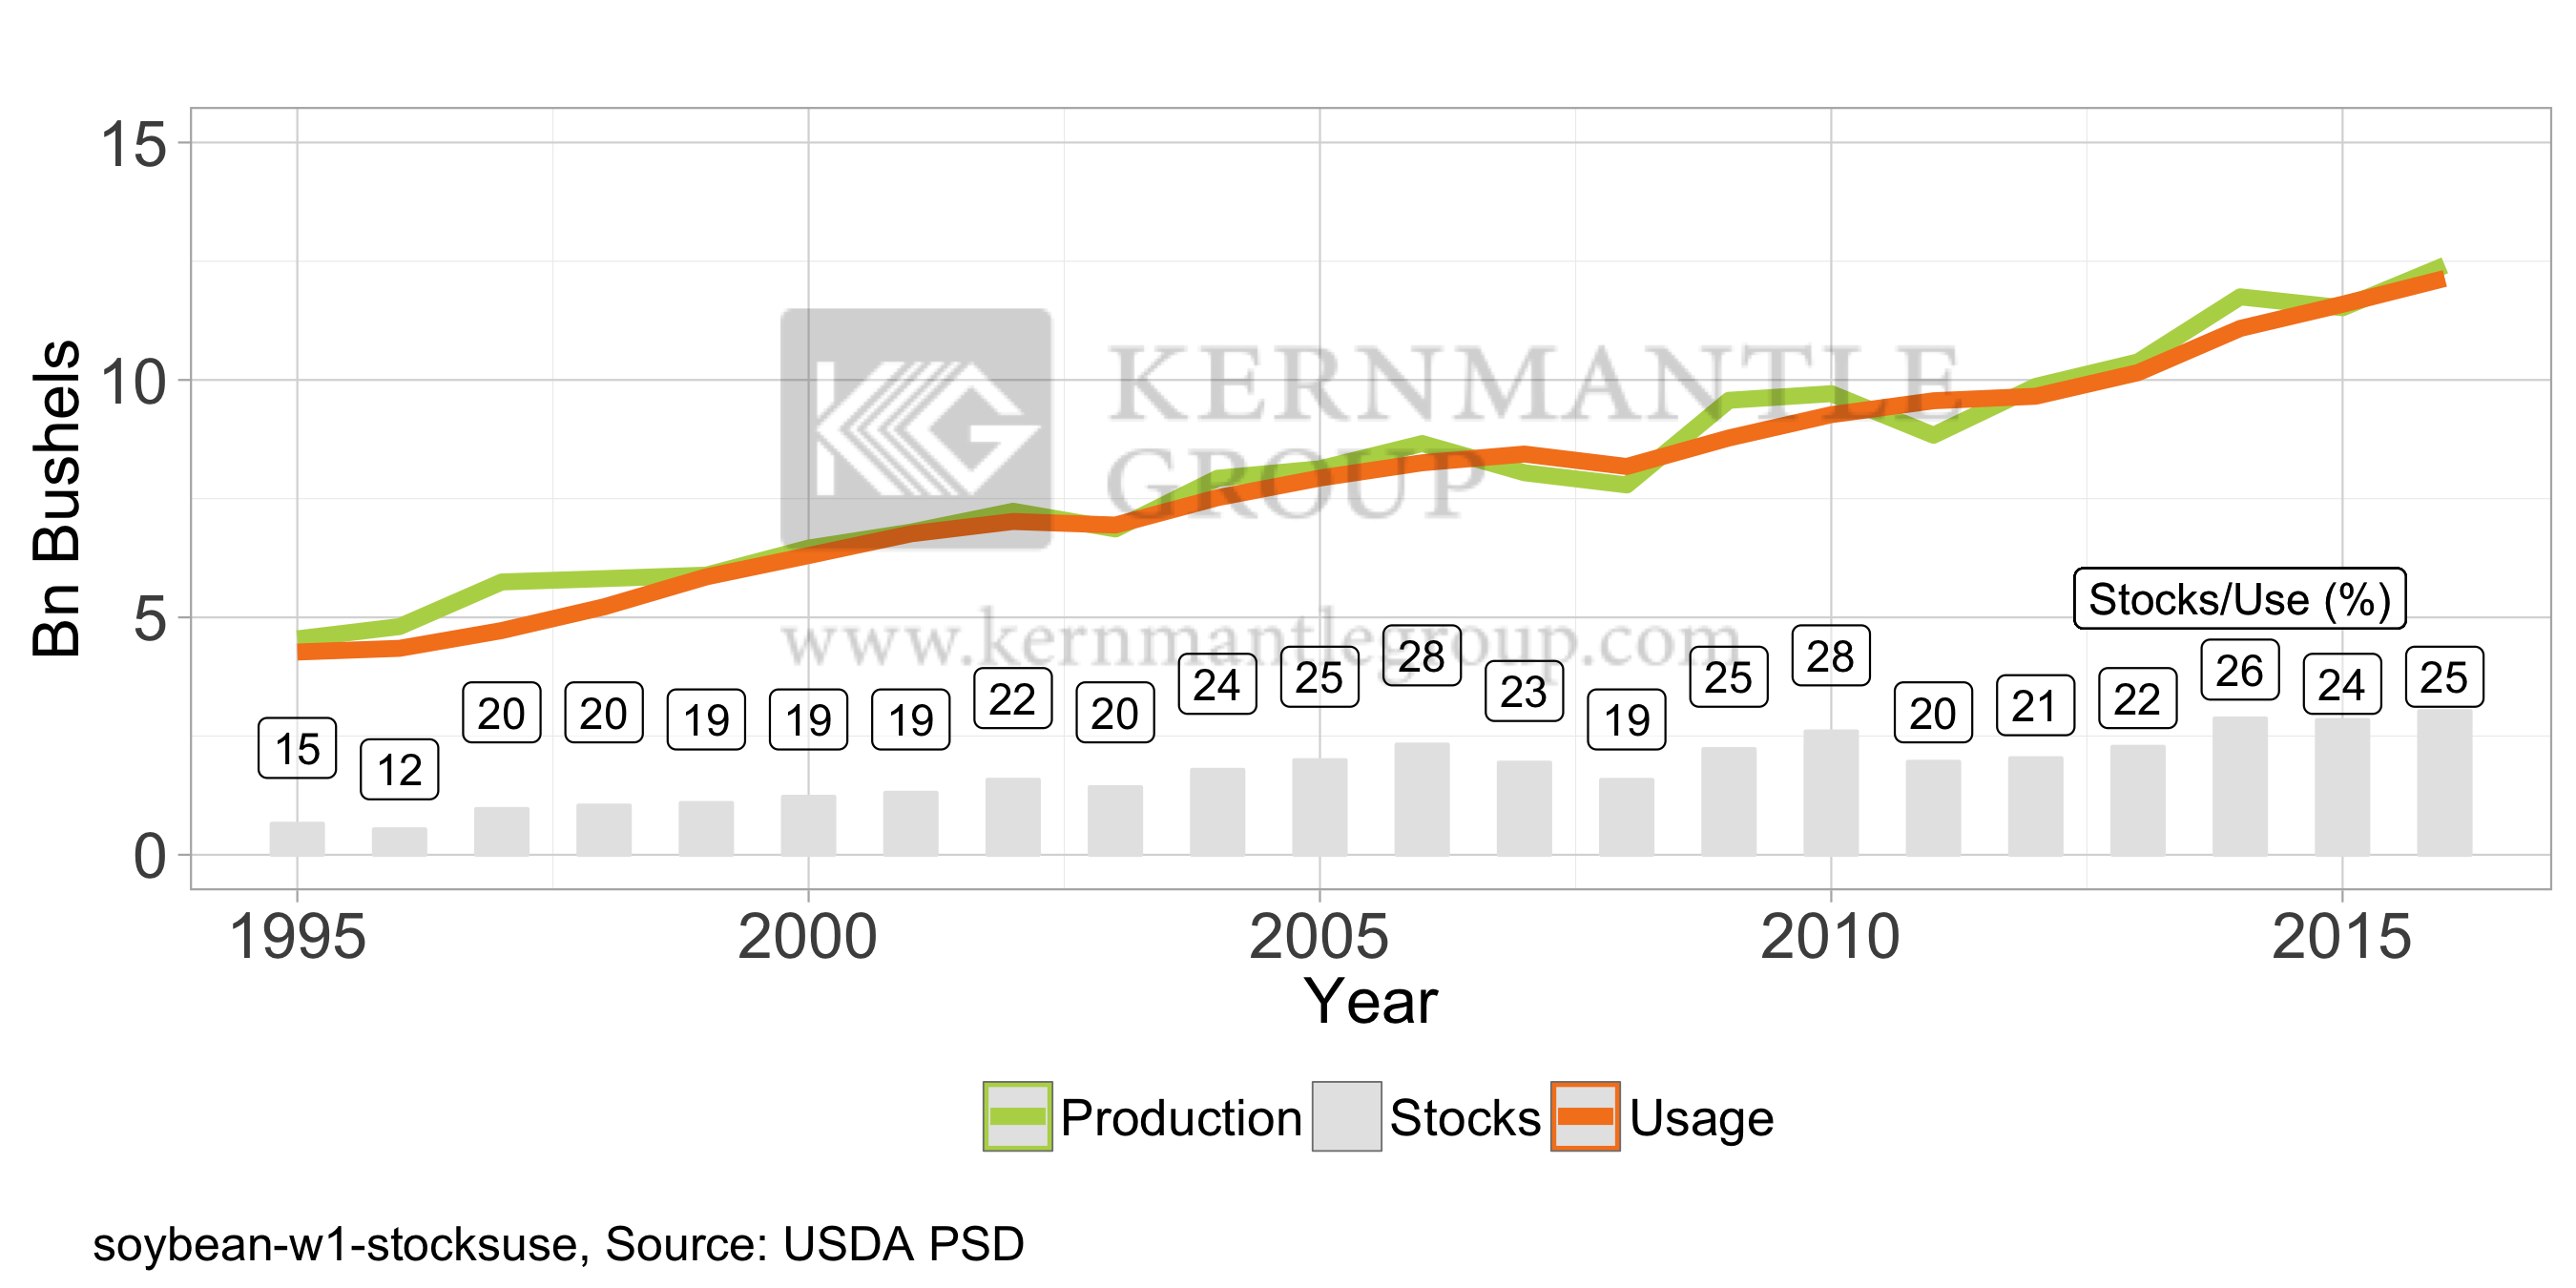 15
10
5
0
Bn Bushels
KG
KERNMANTLE
GROUP
www.kernmantlegroup.com
Stocks/Use (%)
15 12 20 20 19 19 19 22 20 24 25 28 23 19 25 28 20 21 22 26 24 25
1995 2000 2005 2010 2015
Year
Production Stocks Usage
soybean-w1-stocksuse, Source: USDA PSD